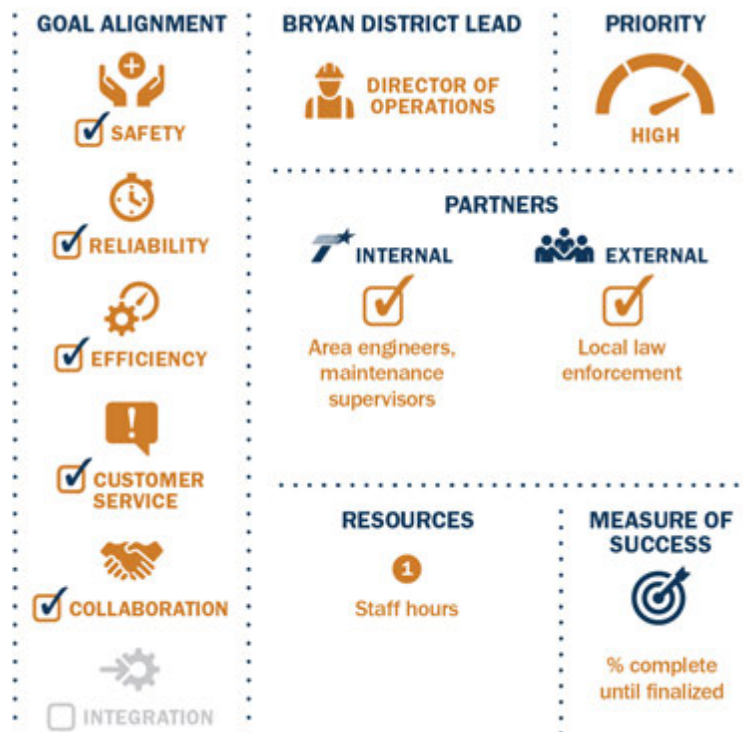 GOAL ALIGNMENT
SAFETY
RELIABILITY
EFFICIENCY
CUSTOMER
SERVICE
COLLABORATION
INTEGRATION
BRYAN DISTRICT LEAD
DIRECTOR OF
OPERATIONS
PRIORITY
HIGH
PARTNERS
INTERNAL
Area engineers,
maintenance
supervisors
EXTERNAL
Local law
enforcement
RESOURCES
1
Staff hours
MEASURE OF
SUCCESS
% complete
until finalized